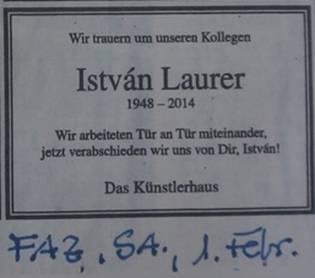 Wir trauern um unseren Kollegen
István Laurer
1948 – 2014
Wir arbeiteten Tür an Tür miteinander,
jetzt verabschieden wir uns von Dir, István!
Das Künstlerhaus
FAZ, SA., 1. Febr.